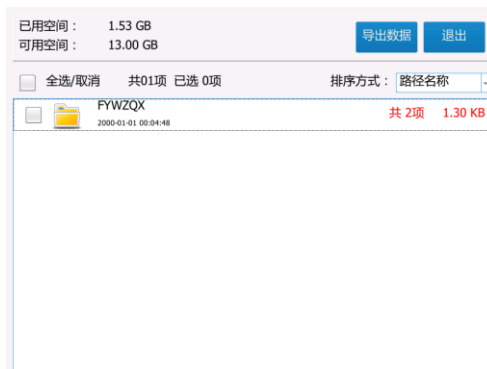 已用空间： 1.53 GB
可用空间： 13.00 GB
导出数据 退出
全选/取消 共01项 已选 0项 排序方式： 路径名称
FYWZQX
2000-01-01 00:04:48
共 2项 1.30 KB